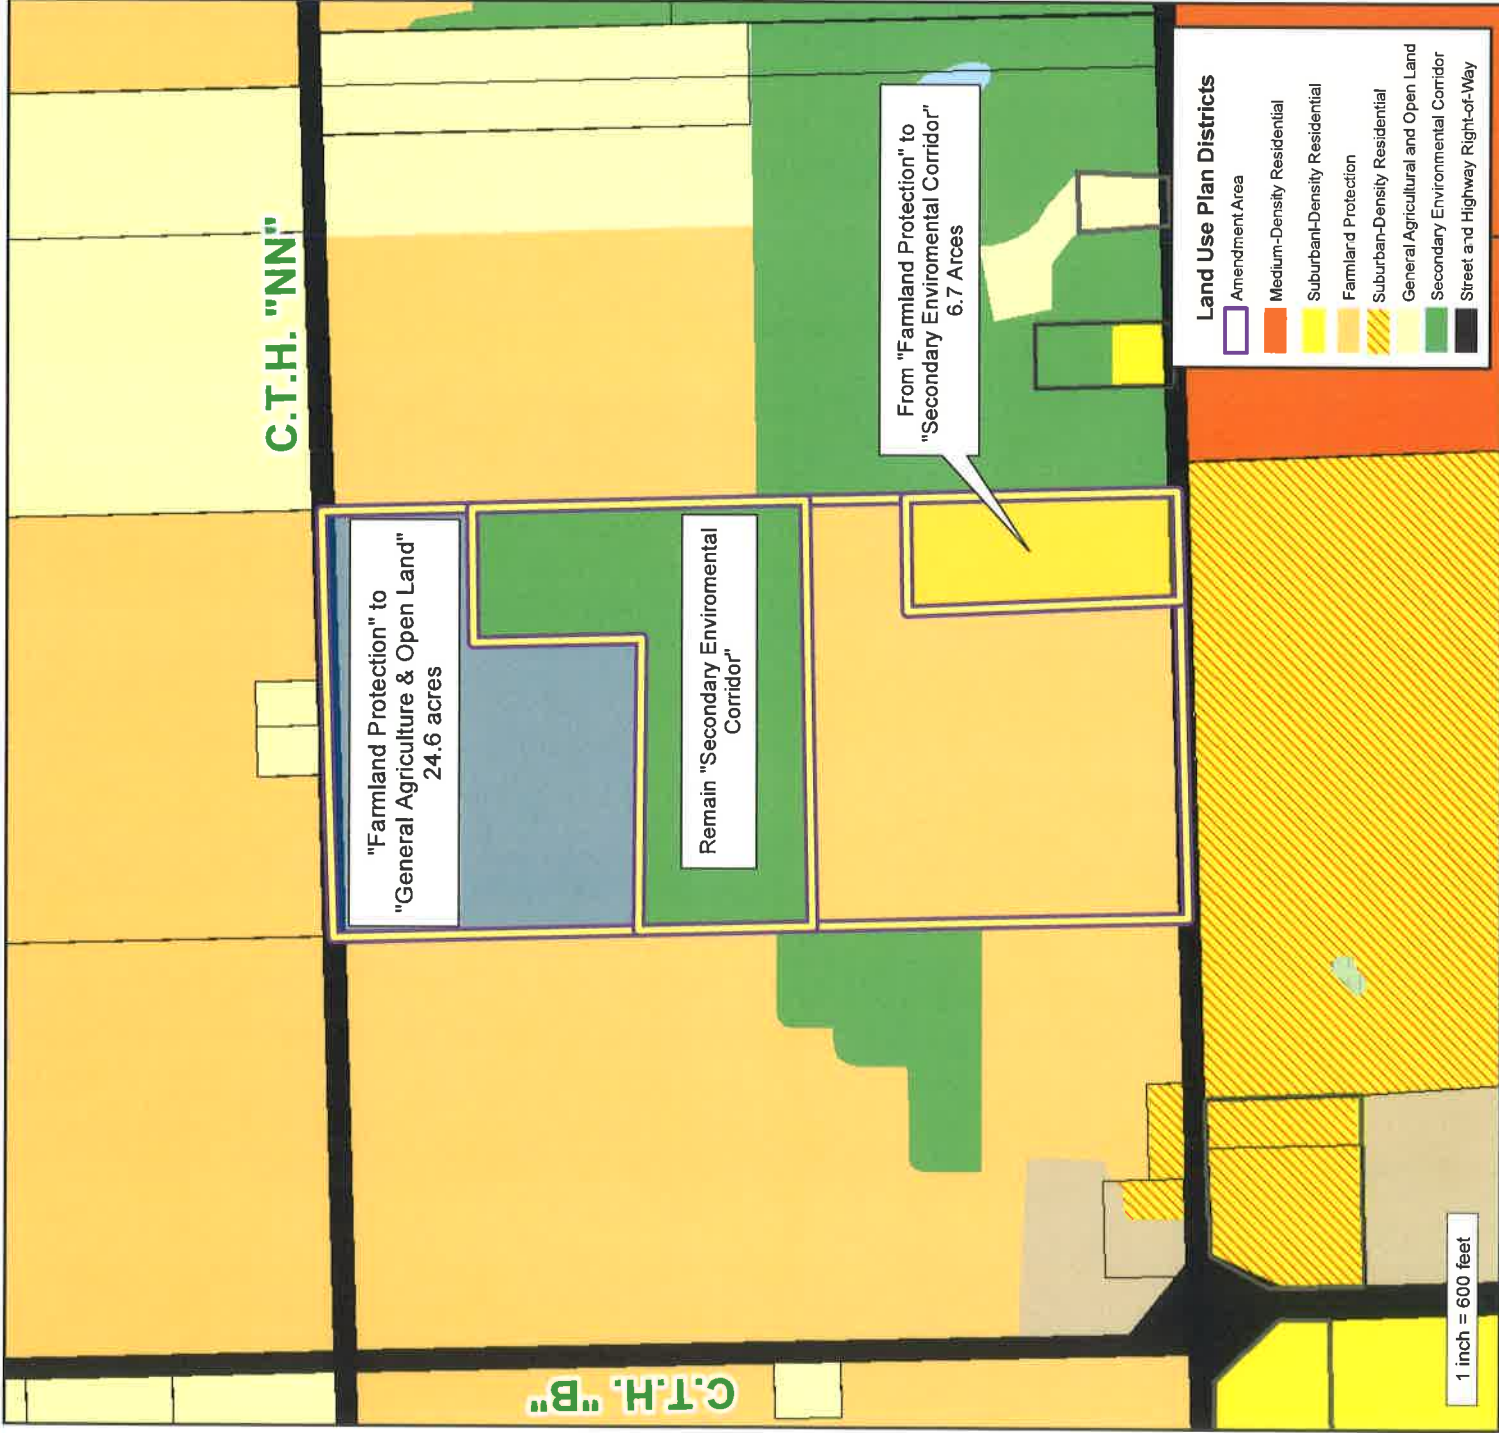 C.T.H. "NN"
"Farmland Protection" to
"General Agriculture & Open Land"
24.6 acres
Remain "Secondary Enviromental
Corridor"
From "Farmland Protection" to
"Secondary Enviromental Corridor"
6.7 Arces
C.T.H. "B"
Land Use Plan Districts
Amendment Area
Medium-Density Residential
Suburbanl-Density Residential
Farmland Protection
Suburban-Density Residential
General Agricultural and Open Land
Secondary Environmental Corridor
Street and Highway Right-of-Way
1 inch = 600 feet